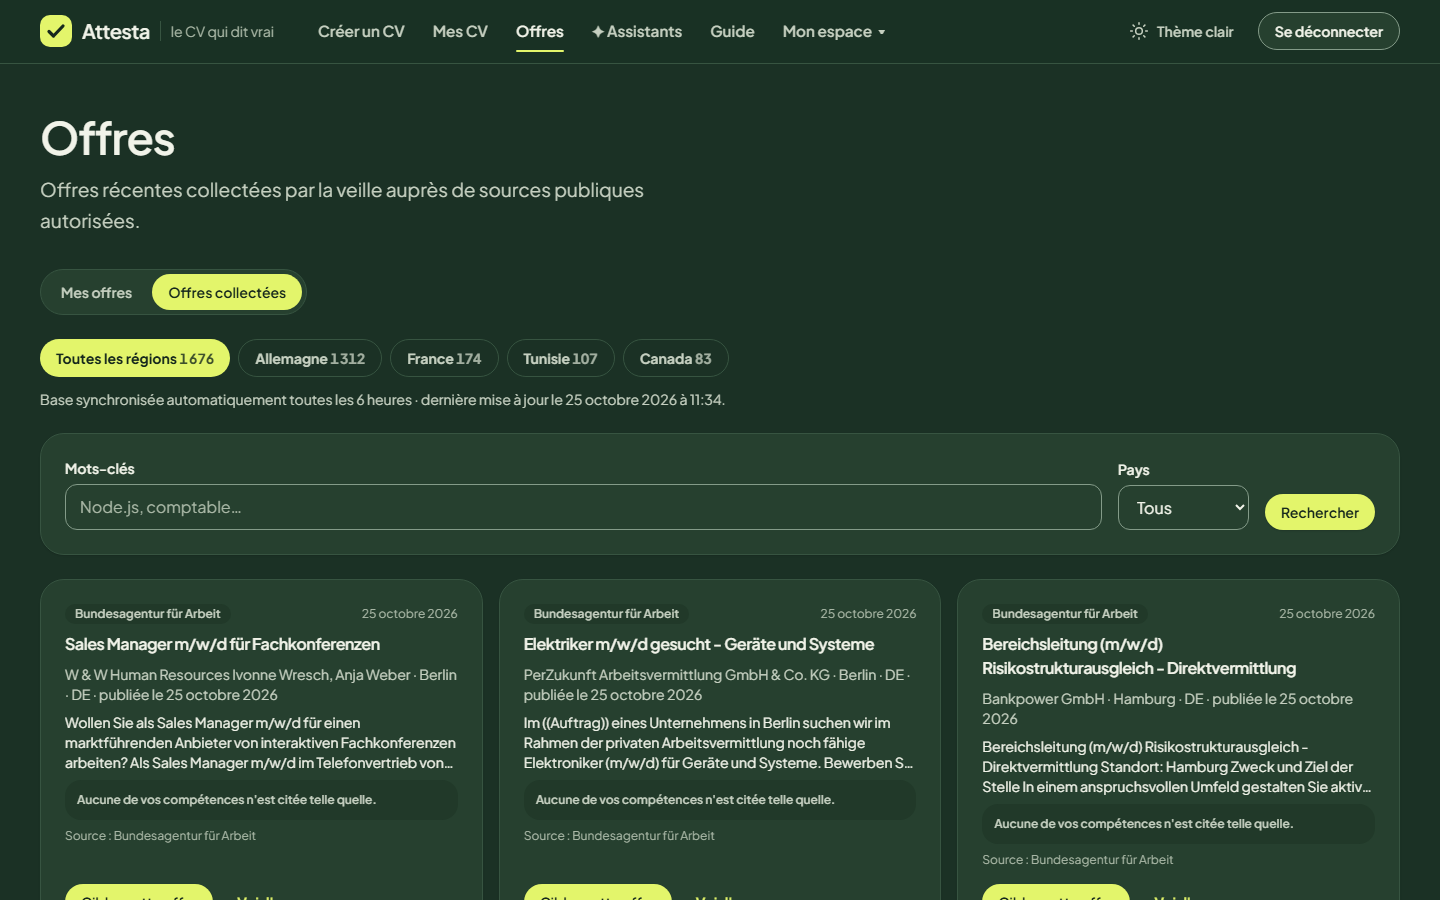 Attesta
le CV qui dit vrai
Créer un CV
Mes CV
Offres
✦ Assistants
Guide
Mon espace
Thème clair
Se déconnecter
Offres
Offres récentes collectées par la veille auprès de sources publiques
autorisées.
Mes offres
Offres collectées
Toutes les régions 1 676
Allemagne 1 312
France 174
Tunisie 107
Canada 83
Base synchronisée automatiquement toutes les 6 heures · dernière mise à jour le 25 octobre 2026 à 11:34.
Mots-clés
Node.js, comptable…
Pays
Tous
Rechercher
Bundesagentur für Arbeit
25 octobre 2026
Sales Manager m/w/d für Fachkonferenzen
W & W Human Resources Ivonne Wresch, Anja Weber · Berlin
· DE · publiée le 25 octobre 2026
Wollen Sie als Sales Manager m/w/d für einen
marktführenden Anbieter von interaktiven Fachkonferenzen
arbeiten? Als Sales Manager m/w/d im Telefonvertrieb von…
Aucune de vos compétences n'est citée telle quelle.
Source : Bundesagentur für Arbeit
Bundesagentur für Arbeit
25 octobre 2026
Elektriker m/w/d gesucht - Geräte und Systeme
PerZukunft Arbeitsvermittlung GmbH & Co. KG · Berlin · DE ·
publiée le 25 octobre 2026
Im ((Auftrag)) eines Unternehmens in Berlin suchen wir im
Rahmen der privaten Arbeitsvermittlung noch fähige
Elektroniker (m/w/d) für Geräte und Systeme. Bewerben S…
Aucune de vos compétences n'est citée telle quelle.
Source : Bundesagentur für Arbeit
Bundesagentur für Arbeit
25 octobre 2026
Bereichsleitung (m/w/d)
Risikostrukturausgleich - Direktvermittlung
Bankpower GmbH · Hamburg · DE · publiée le 25 octobre
2026
Bereichsleitung (m/w/d) Risikostrukturausgleich -
Direktvermittlung Standort: Hamburg Zweck und Ziel der
Stelle In einem anspruchsvollen Umfeld gestalten Sie aktiv…
Aucune de vos compétences n'est citée telle quelle.
Source : Bundesagentur für Arbeit